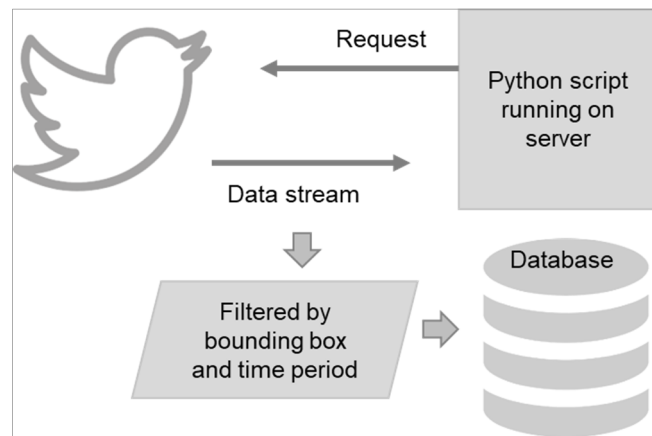 Request
Python script
running on
server
Data stream
Database
Filtered by
bounding box
and time period